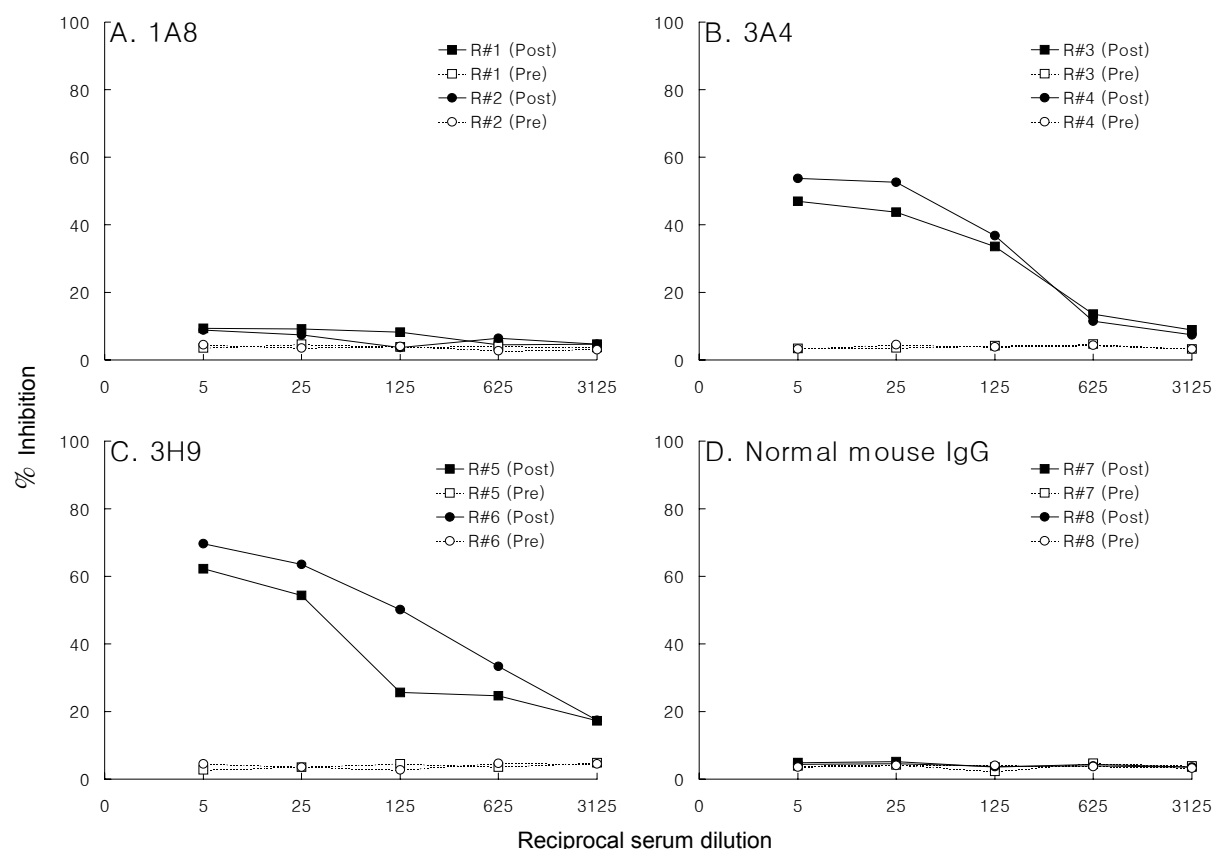 A. 1A8
R#1 (Post)
R#1 (Pre)
R#2 (Post)
R#2 (Pre)
100
80
60
40
20
0
0 5 25 125 625 3125
B. 3A4
R#3 (Post)
R#3 (Pre)
R#4 (Post)
R#4 (Pre)
100
80
60
40
20
0
0 5 25 125 625 3125
% Inhibition
C. 3H9
R#5 (Post)
R#5 (Pre)
R#6 (Post)
R#6 (Pre)
100
80
60
40
20
0
0 5 25 125 625 3125
D. Normal mouse IgG
R#7 (Post)
R#7 (Pre)
R#8 (Post)
R#8 (Pre)
100
80
60
40
20
0
0 5 25 125 625 3125
Reciprocal serum dilution